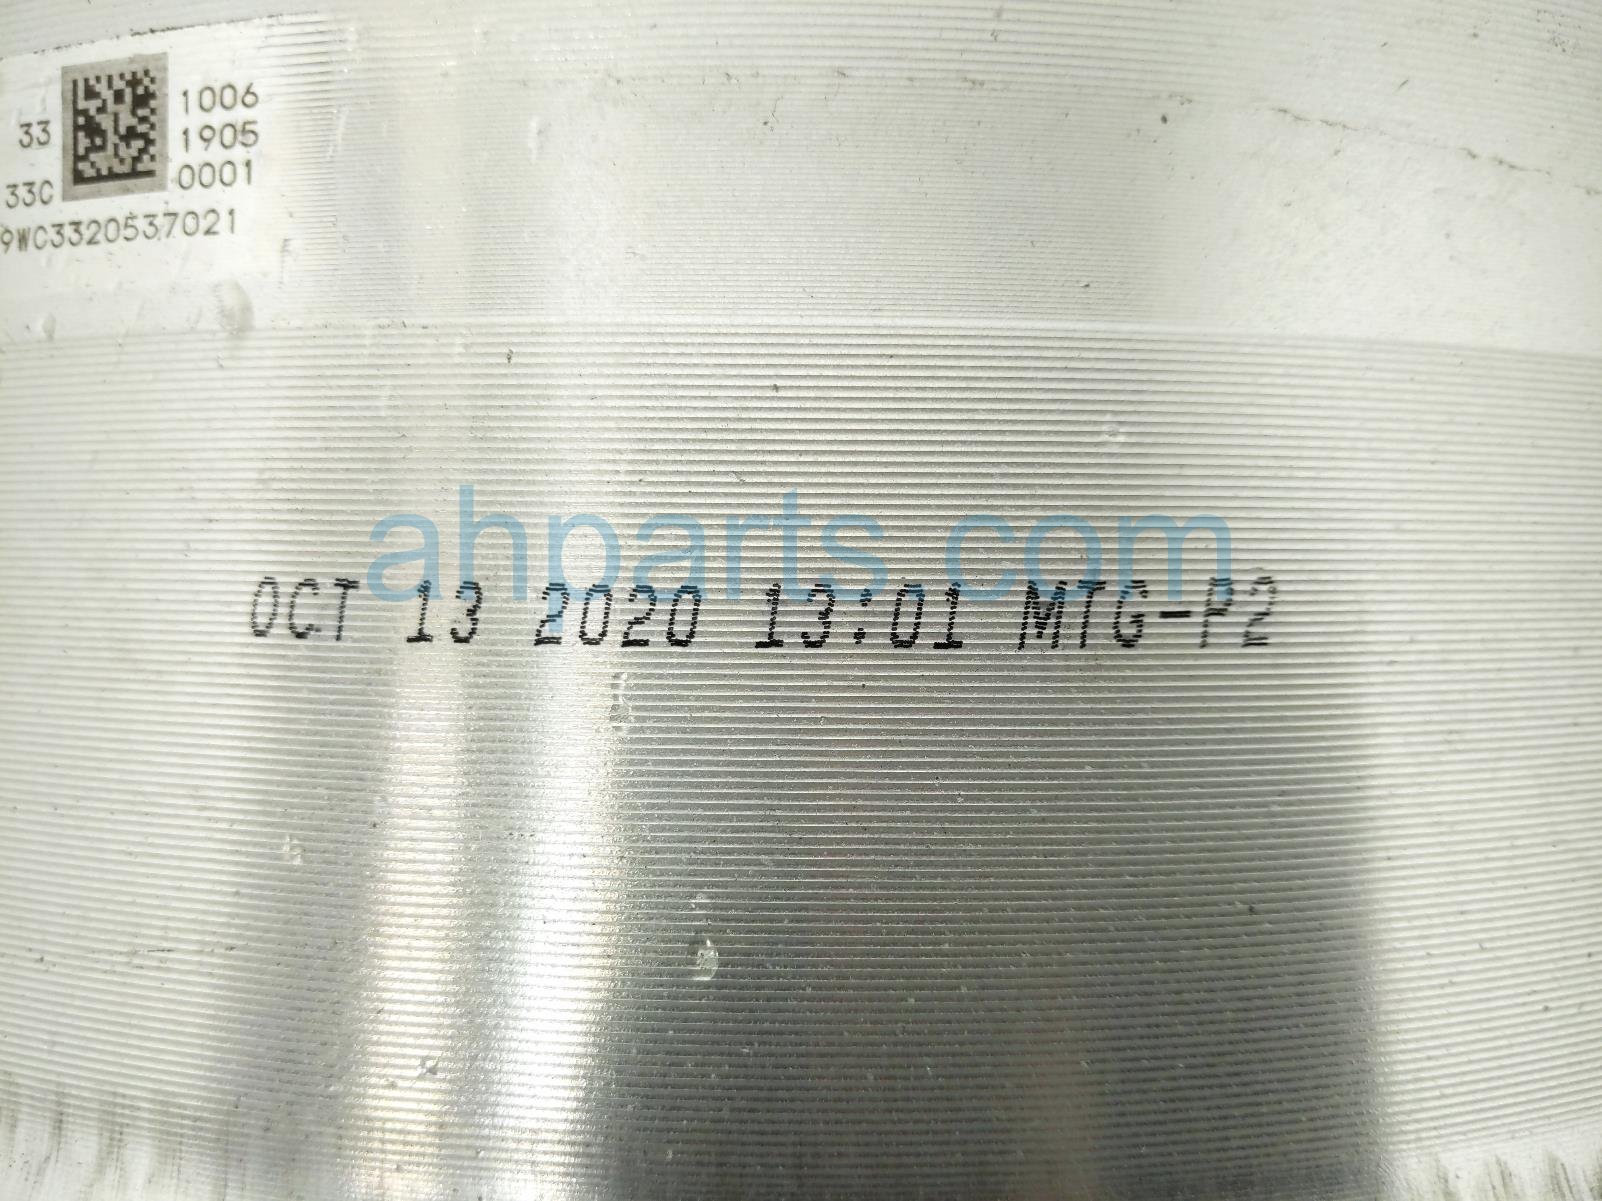 1006
33 1905
33C 0001
9WC3320537021
ahparts.com
OCT 13 2020 13:01 MTG-P2